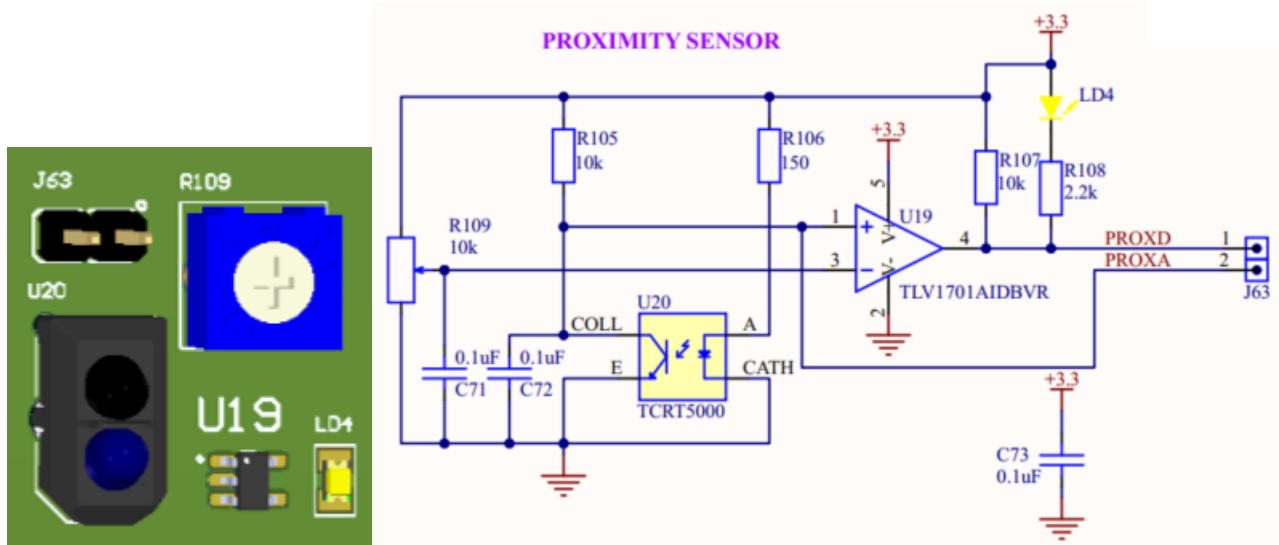 J63
R109
U20
U19
LD4
PROXIMITY SENSOR
+3.3
LD4
R105
10k
R106
150
+3.3
R107
10k
R108
2.2k
5
R109
10k
1
+
V+
U19
4
PROXD
1
3
−
V-
PROXA
2
TLV1701AIDBVR
J63
2
U20
COLL
A
0.1uF
0.1uF
E
CATH
C71
C72
TCRT5000
+3.3
C73
0.1uF